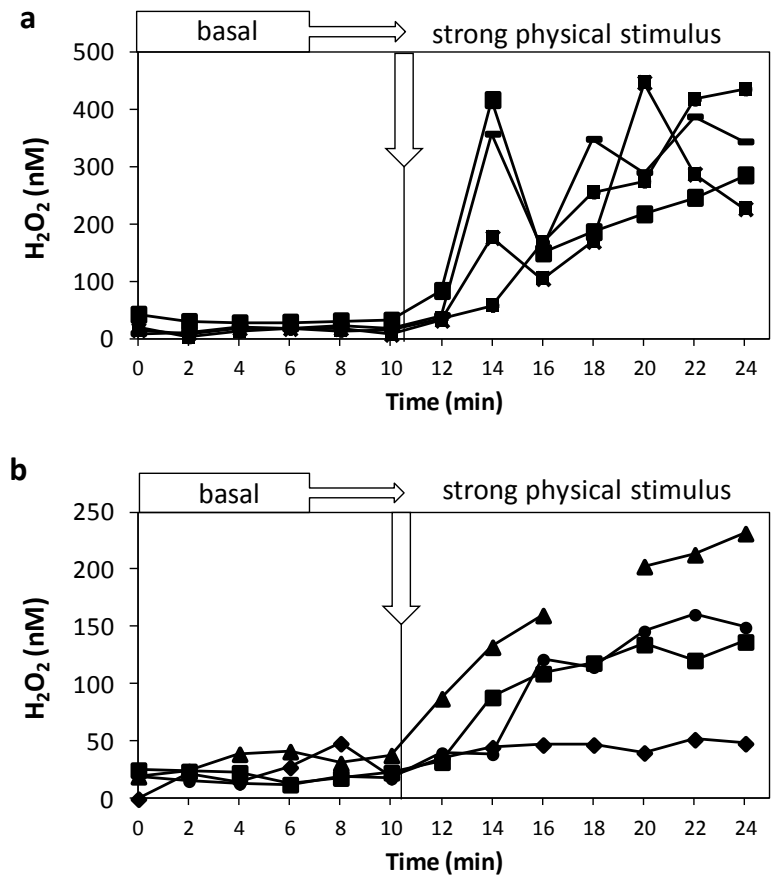 a
basal
strong physical stimulus
500
400
300
200
100
0
H₂O₂ (nM)
0 2 4 6 8 10 12 14 16 18 20 22 24
Time (min)
b
basal
strong physical stimulus
250
200
150
100
50
0
H₂O₂ (nM)
0 2 4 6 8 10 12 14 16 18 20 22 24
Time (min)